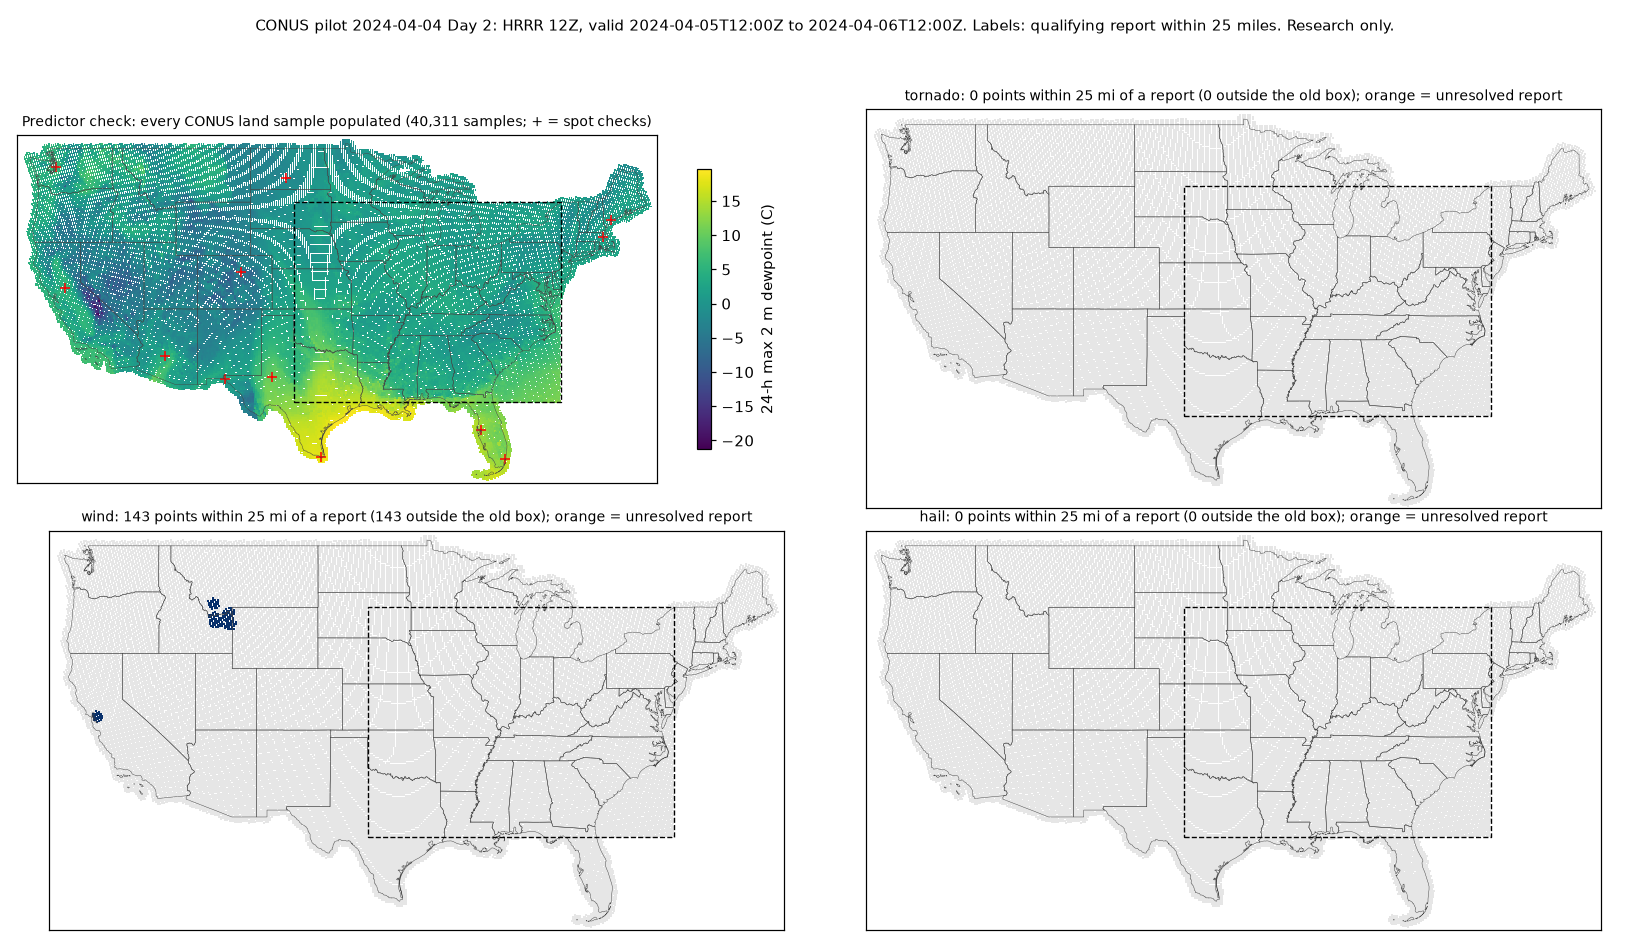 CONUS pilot 2024-04-04 Day 2: HRRR 12Z, valid 2024-04-05T12:00Z to 2024-04-06T12:00Z. Labels: qualifying report within 25 miles. Research only.
Predictor check: every CONUS land sample populated (40,311 samples; + = spot checks)
15
10
5
0
−5
−10
−15
−20
24-h max 2 m dewpoint (C)
tornado: 0 points within 25 mi of a report (0 outside the old box); orange = unresolved report
wind: 143 points within 25 mi of a report (143 outside the old box); orange = unresolved report
hail: 0 points within 25 mi of a report (0 outside the old box); orange = unresolved report